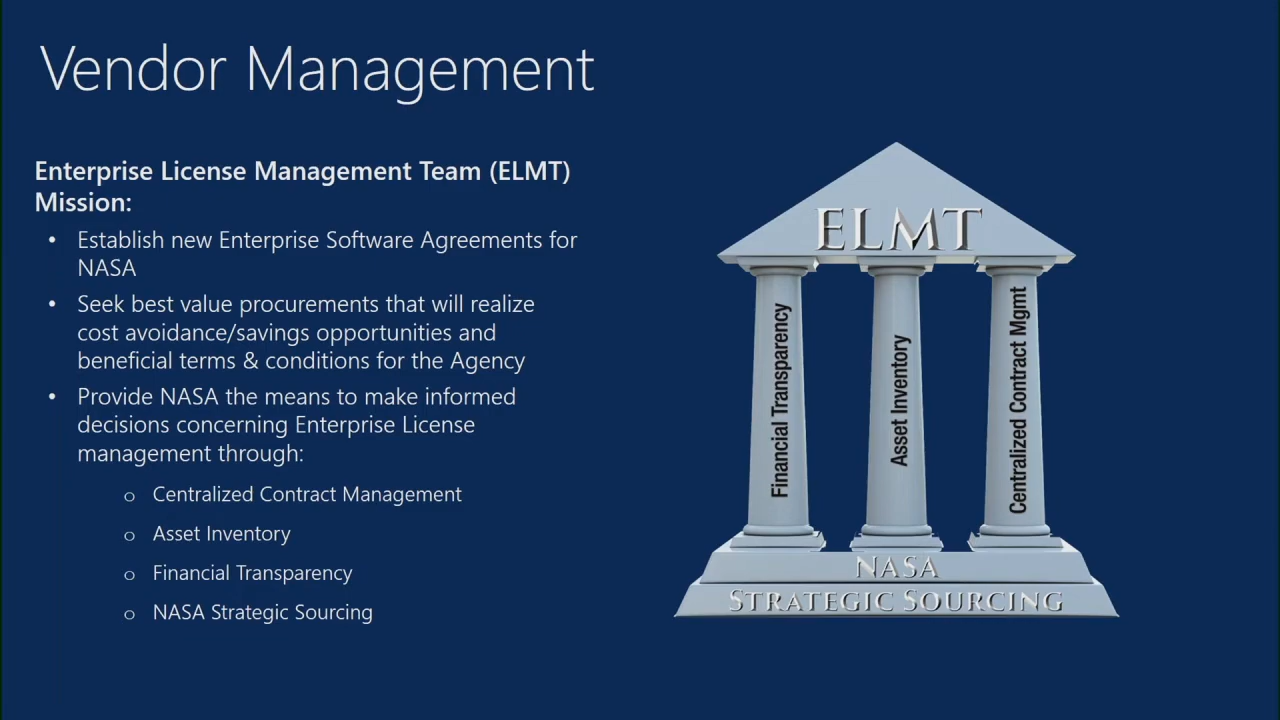 Vendor Management
Enterprise License Management Team (ELMT)
Mission:
• Establish new Enterprise Software Agreements for
NASA
• Seek best value procurements that will realize
cost avoidance/savings opportunities and
beneficial terms & conditions for the Agency
• Provide NASA the means to make informed
decisions concerning Enterprise License
management through:
o Centralized Contract Management
o Asset Inventory
o Financial Transparency
o NASA Strategic Sourcing
ELMT
Financial Transparency
Asset Inventory
Centralized Contract Mgmt
NASA
STRATEGIC SOURCING